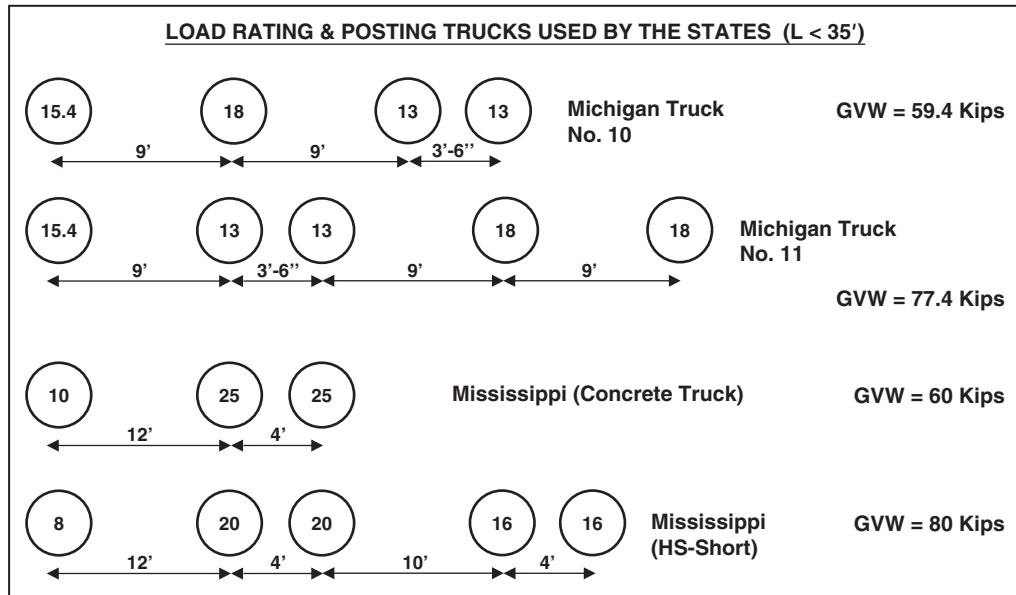 LOAD RATING & POSTING TRUCKS USED BY THE STATES (L < 35′)
15.4 18 13 13 Michigan Truck GVW = 59.4 Kips
No. 10
9’ 9’ 3’-6’’
15.4 13 13 18 18 Michigan Truck
No. 11
9’ 3’-6’’ 9’ 9’
GVW = 77.4 Kips
10 25 25 Mississippi (Concrete Truck) GVW = 60 Kips
12’ 4’
8 20 20 16 16 Mississippi GVW = 80 Kips
(HS-Short)
12’ 4’ 10’ 4’